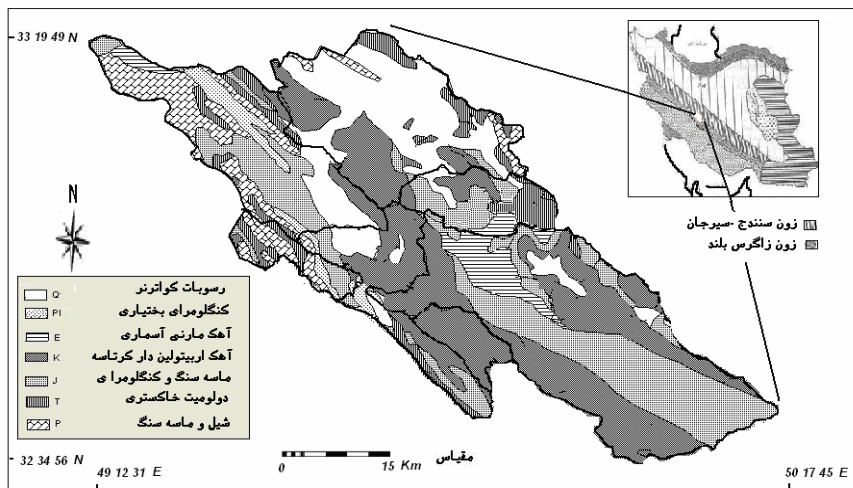 33 19 49 N
زون سنندج -سیرجان
زون زاگرس بلند
N
Q رسوبات کواترنر
Pl کنگلومرای بختیاری
E آهک مارنی آسماری
K آهک اربیتولین دار کرتاسه
J ماسه سنگ و کنگلومرا ی
T دولومیت خاکستری
P شیل و ماسه سنگ
مقیاس
0 15 Km
32 34 56 N
49 12 31 E
50 17 45 E